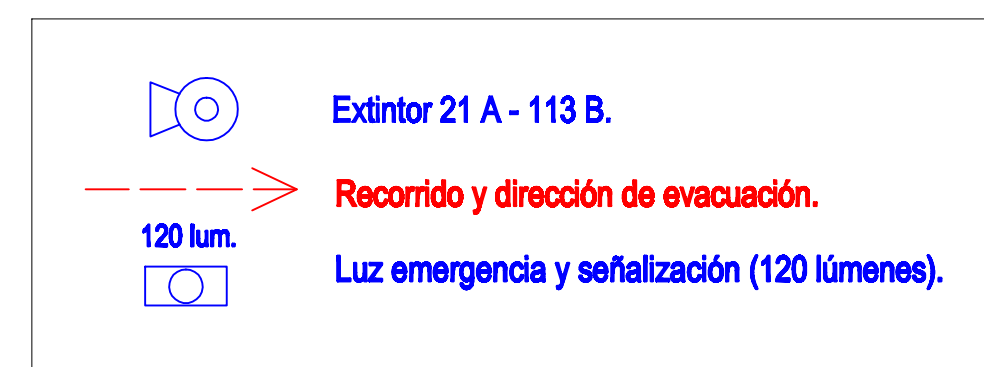 Extintor 21 A - 113 B.
Recorrido y dirección de evacuación.
120 lum.
Luz emergencia y señalización (120 lúmenes).